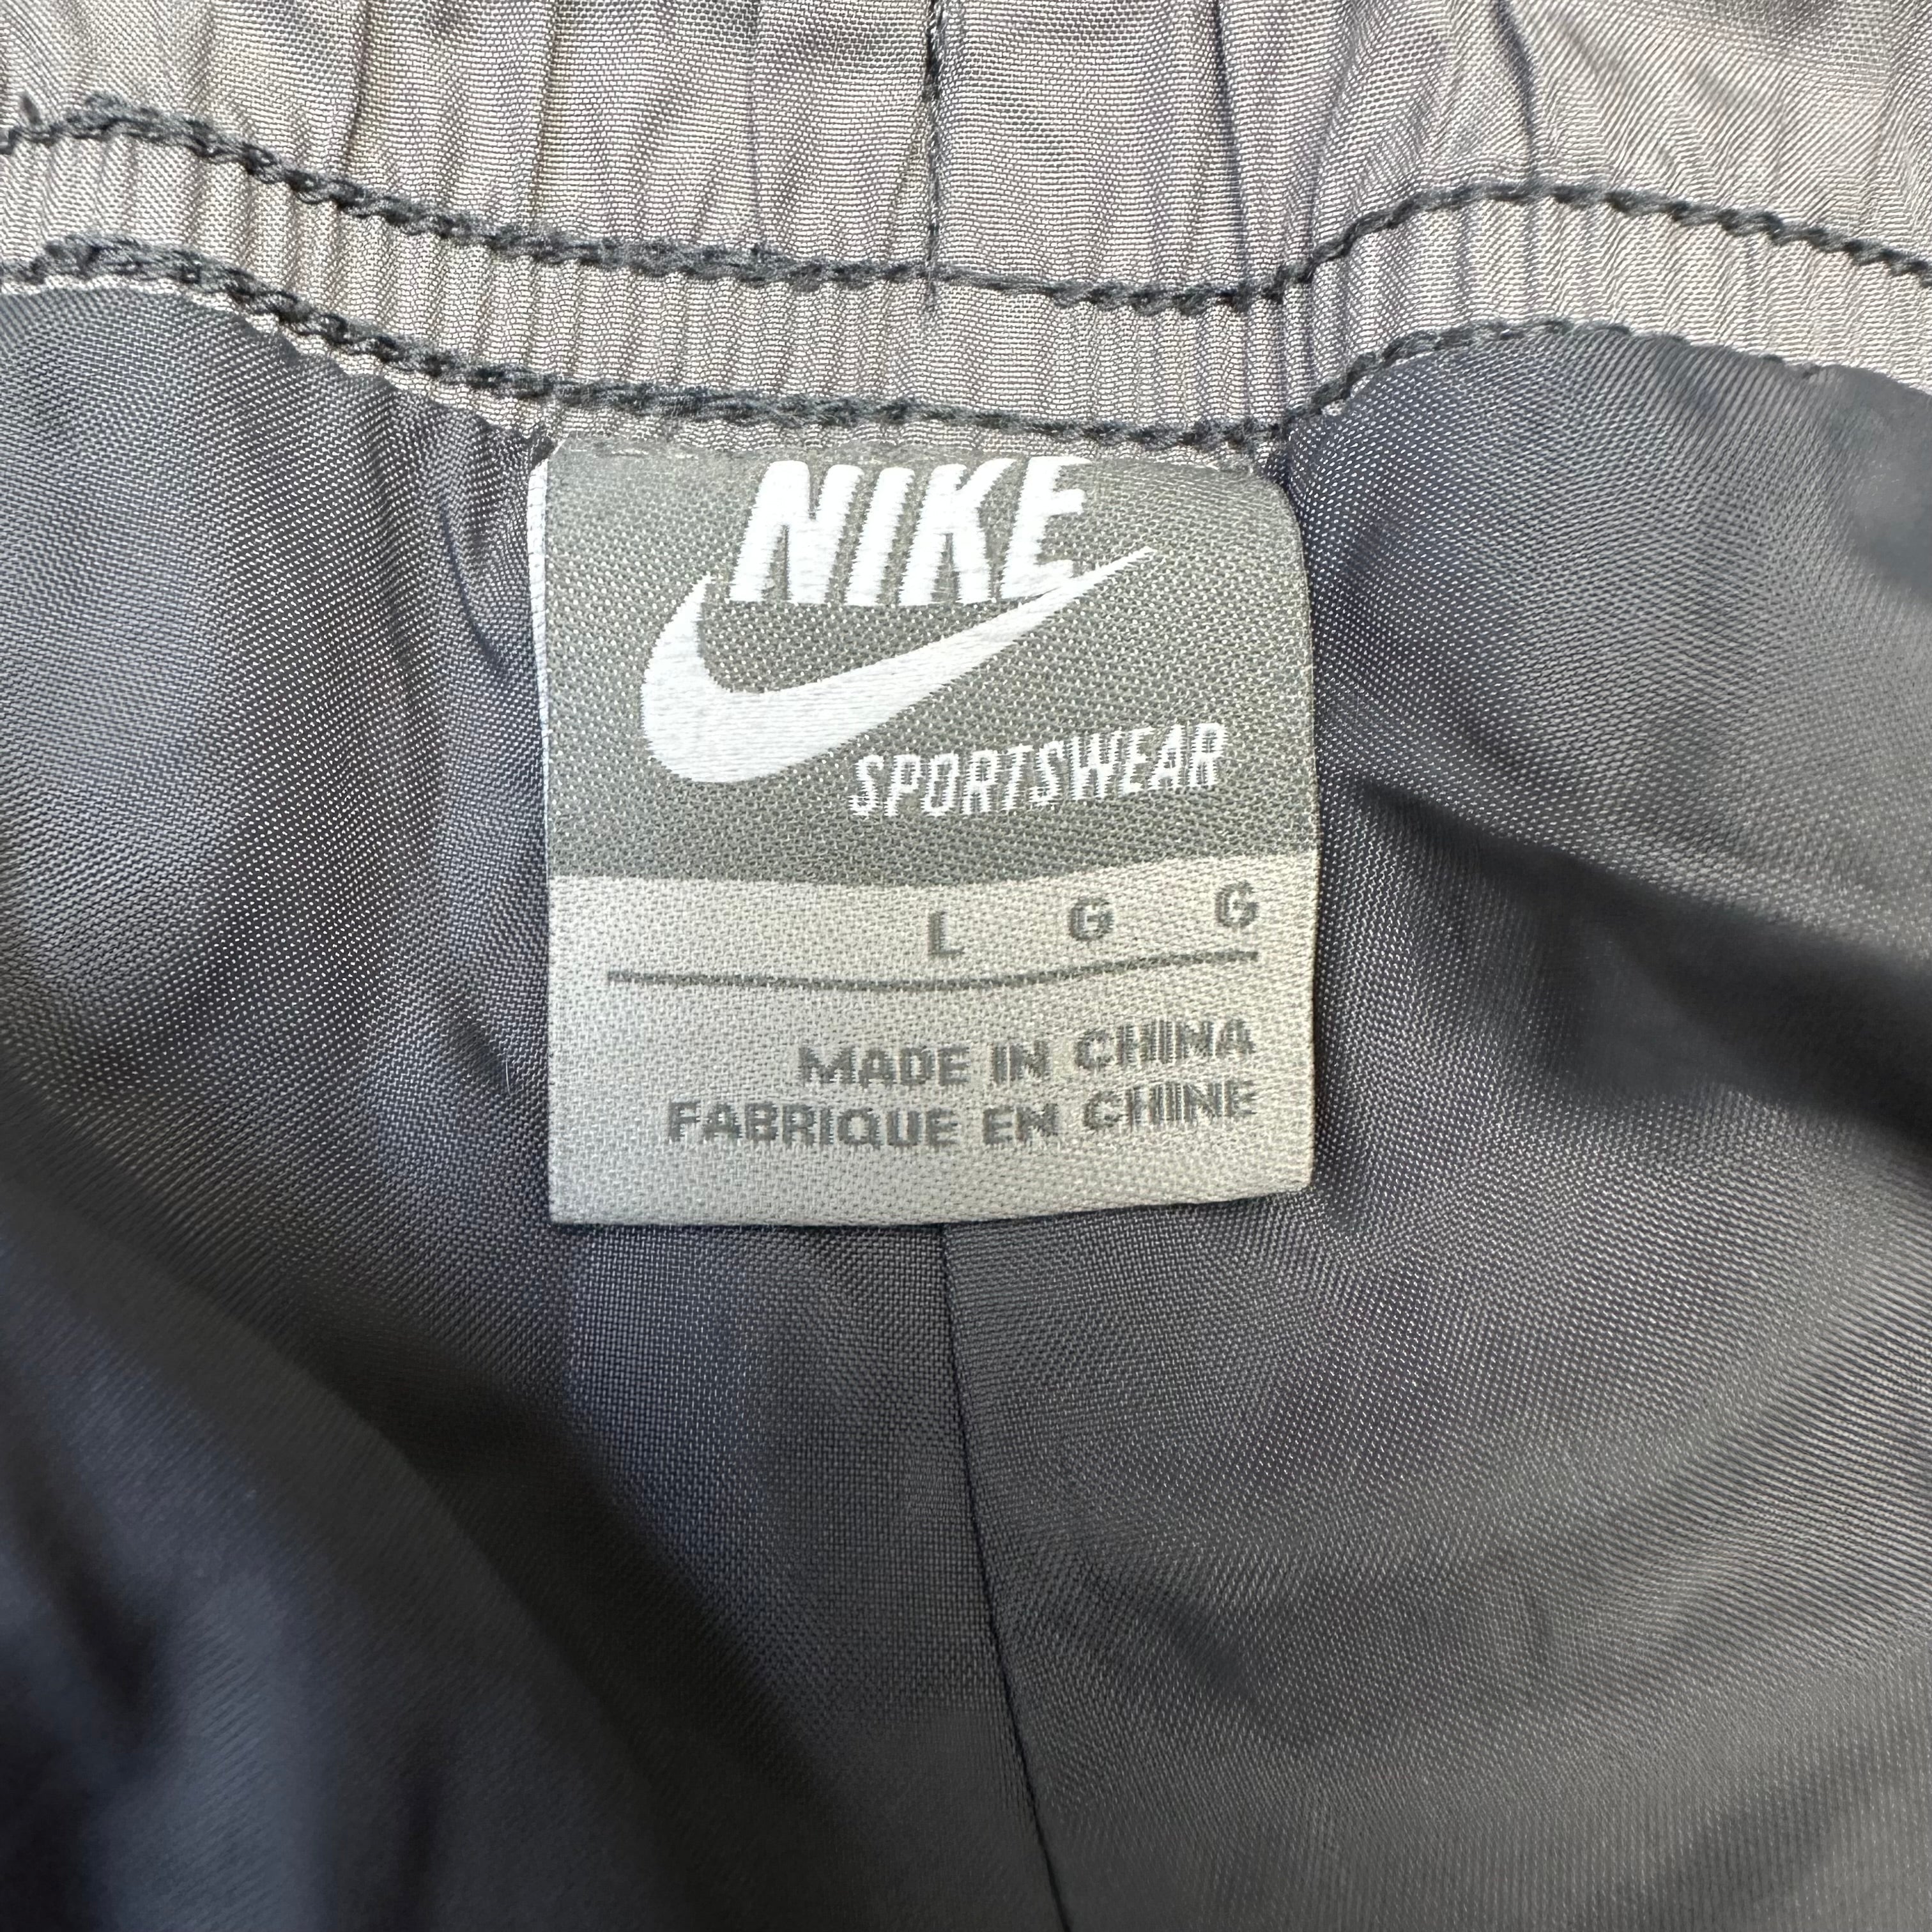 NIKE
SPORTSWEAR
L G G
MADE IN CHINA
FABRIQUE EN CHINE